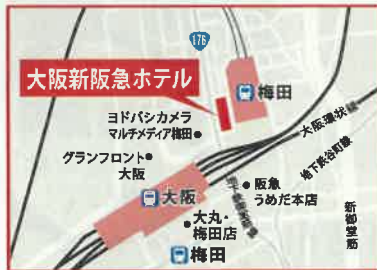 176
大阪新阪急ホテル
梅田
ヨドバシカメラ
マルチメディア梅田
大阪環状線
グランフロント
大阪
地下鉄谷町線
大阪
阪急
うめだ本店
大丸・
梅田店
新御堂筋
梅田